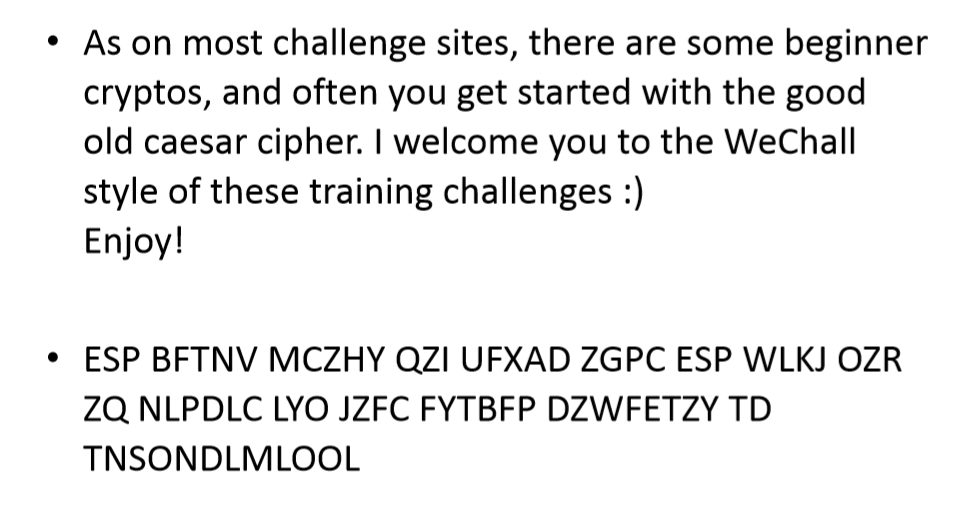 • As on most challenge sites, there are some beginner
cryptos, and often you get started with the good
old caesar cipher. I welcome you to the WeChall
style of these training challenges :)
Enjoy!
• ESP BFTNV MCZHY QZI UFXAD ZGPC ESP WLKJ OZR
ZQ NLPDLC LYO JZFC FYTBFP DZWFETZY TD
TNSONDLMLOOL